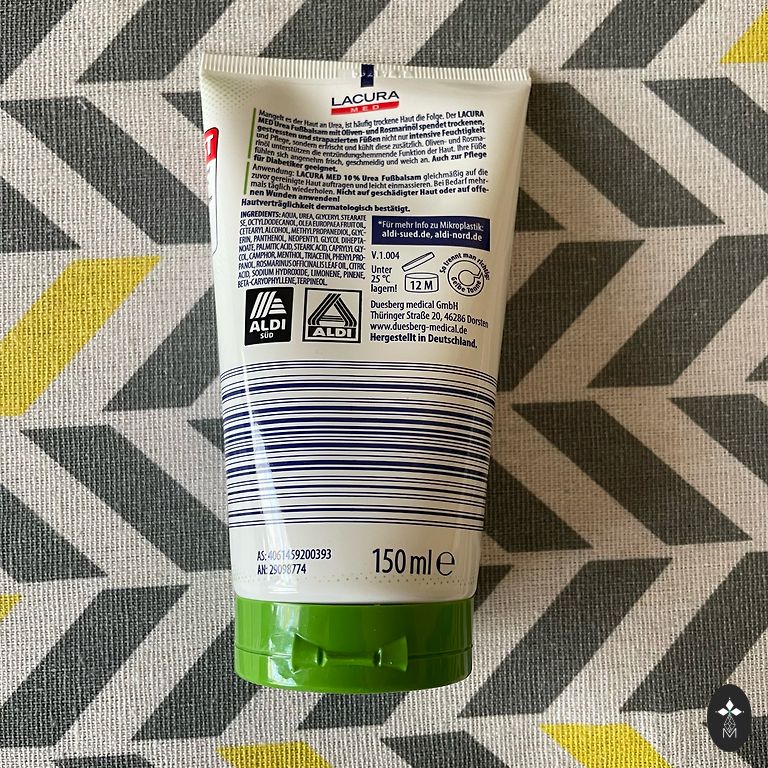 LACURA
MED
Mangelt es der Haut an Urea, ist häufig trockene Haut die Folge. Der LACURA
MED Urea Fußbalsam mit Oliven- und Rosmarinöl spendet trockenen,
gestressten und strapazierten Füßen nicht nur intensive Feuchtigkeit
und Pflege, sondern erfrischt und kühlt diese zusätzlich. Oliven- und Rosma-
rinöl unterstützen die entzündungshemmende Funktion der Haut. Ihre Füße
fühlen sich angenehm frisch, geschmeidig und weich an. Auch zur Pflege
für Diabetiker geeignet.
Anwendung: LACURA MED 10 % Urea Fußbalsam gleichmäßig auf die
zuvor gereinigte Haut auftragen und leicht einmassieren. Bei Bedarf mehr-
mals täglich wiederholen. Nicht auf geschädigter Haut oder auf offe-
nen Wunden anwenden!
Hautverträglichkeit dermatologisch bestätigt.
INGREDIENTS: AQUA, UREA, GLYCERYL STEARATE
SE, OCTYLDODECANOL, OLEA EUROPAEA FRUIT OIL,
CETEARYL ALCOHOL, METHYLPROPANEDIOL, GLYC-
ERIN, PANTHENOL, NEOPENTYL GLYCOL DIHEPTA-
NOATE, PALMITIC ACID, STEARIC ACID, CAPRYLYL GLY-
COL, CAMPHOR, MENTHOL, TRIACETIN, PHENYLPRO-
PANOL, ROSMARINUS OFFICINALIS LEAF OIL, CITRIC
ACID, SODIUM HYDROXIDE, LIMONENE, PINENE,
BETA-CARYOPHYLLENE, TERPINEOL.
*Für mehr Info zu Mikroplastik:
aldi-sued.de, aldi-nord.de
V.1.004
Unter
25 °C
lagern!
12 M
So trennt man richtig:
Gelbe Tonne
ALDI
SÜD
ALDI
Duesberg medical GmbH
Thüringer Straße 20, 46286 Dorsten
www.duesberg-medical.de
Hergestellt in Deutschland.
AS: 4061459200393
AN: 29098774
150 ml e